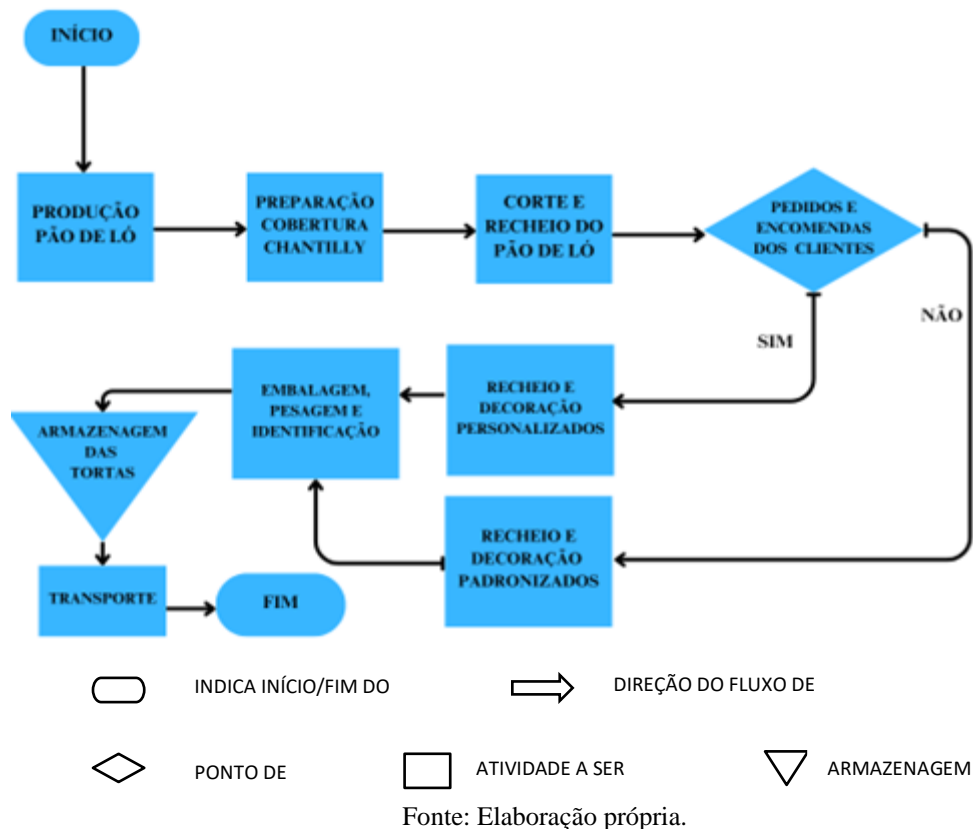 INÍCIO
PRODUÇÃO
PÃO DE LÓ
PREPARAÇÃO
COBERTURA
CHANTILLY
CORTE E
RECHEIO DO
PÃO DE LÓ
PEDIDOS E
ENCOMENDAS
DOS CLIENTES
NÃO
SIM
RECHEIO E
DECORAÇÃO
PERSONALIZADOS
EMBALAGEM,
PESAGEM E
IDENTIFICAÇÃO
ARMAZENAGEM
DAS
TORTAS
RECHEIO E
DECORAÇÃO
PADRONIZADOS
TRANSPORTE
FIM
INDICA INÍCIO/FIM DO
DIREÇÃO DO FLUXO DE
PONTO DE
ATIVIDADE A SER
ARMAZENAGEM
Fonte: Elaboração própria.